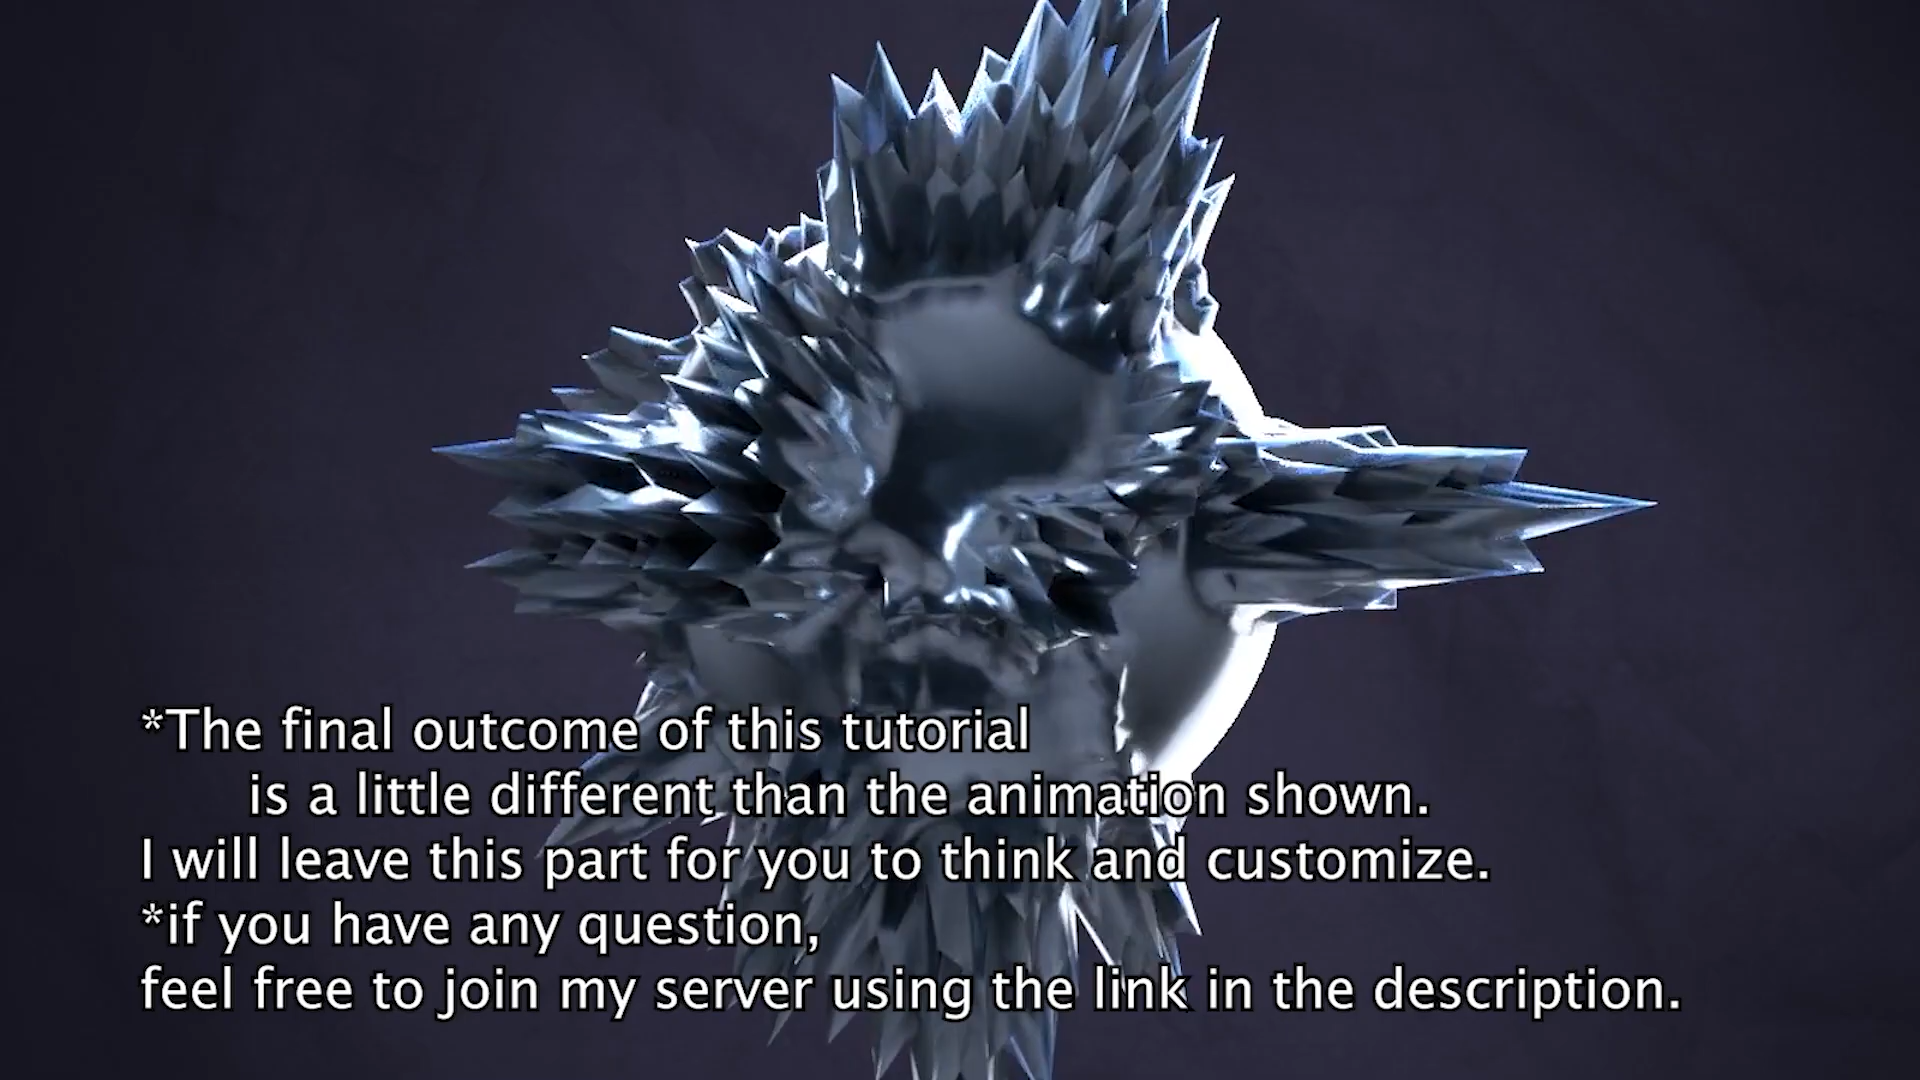 *The final outcome of this tutorial
is a little different than the animation shown.
I will leave this part for you to think and customize.
*if you have any question,
feel free to join my server using the link in the description.